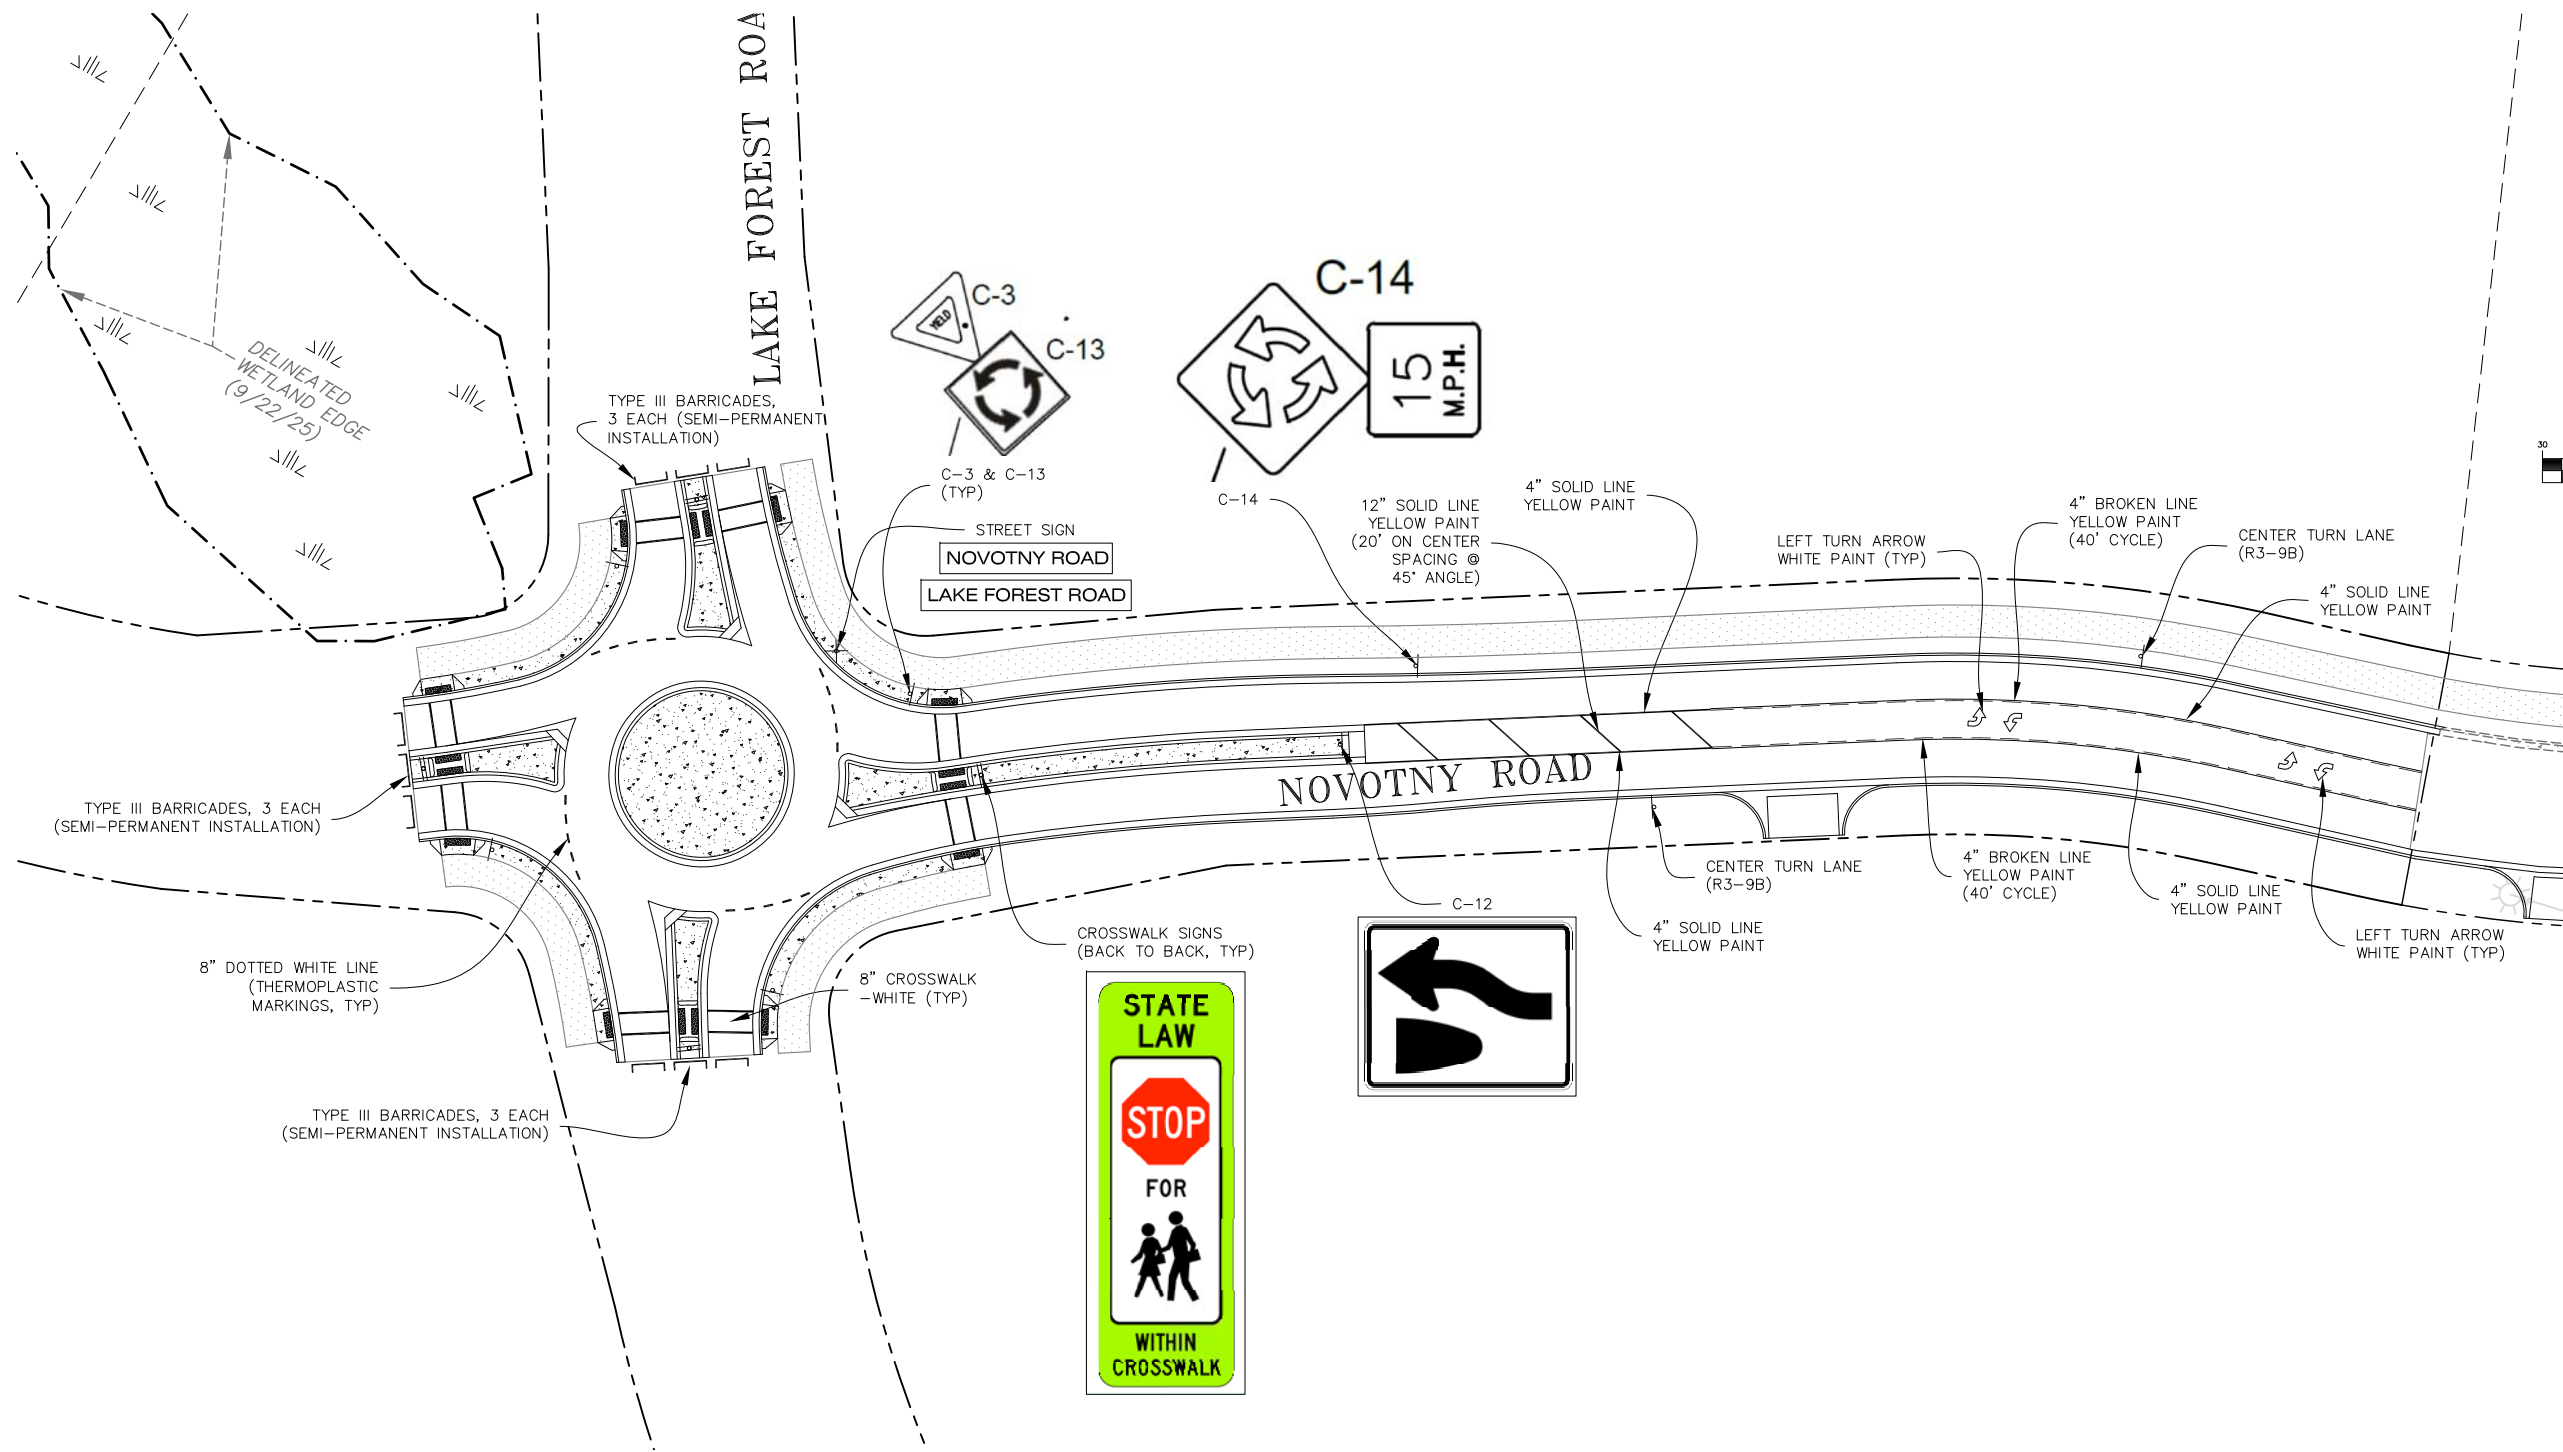 LAKE FOREST ROA
DELINEATED
WETLAND EDGE
(9/22/25)
C-3
YIELD
C-13
C-14
15
M.P.H.
TYPE III BARRICADES,
3 EACH (SEMI-PERMANENT
INSTALLATION)
C-3 & C-13
(TYP)
STREET SIGN
NOVOTNY ROAD
LAKE FOREST ROAD
C-14
12" SOLID LINE
YELLOW PAINT
(20' ON CENTER
SPACING @
45° ANGLE)
4" SOLID LINE
YELLOW PAINT
LEFT TURN ARROW
WHITE PAINT (TYP)
4" BROKEN LINE
YELLOW PAINT
(40' CYCLE)
CENTER TURN LANE
(R3-9B)
4" SOLID LINE
YELLOW PAINT
30
NOVOTNY ROAD
TYPE III BARRICADES, 3 EACH
(SEMI-PERMANENT INSTALLATION)
8" DOTTED WHITE LINE
(THERMOPLASTIC
MARKINGS, TYP)
8" CROSSWALK
-WHITE (TYP)
CROSSWALK SIGNS
(BACK TO BACK, TYP)
C-12
4" SOLID LINE
YELLOW PAINT
CENTER TURN LANE
(R3-9B)
4" BROKEN LINE
YELLOW PAINT
(40' CYCLE)
4" SOLID LINE
YELLOW PAINT
LEFT TURN ARROW
WHITE PAINT (TYP)
TYPE III BARRICADES, 3 EACH
(SEMI-PERMANENT INSTALLATION)
STATE
LAW
STOP
FOR
WITHIN
CROSSWALK